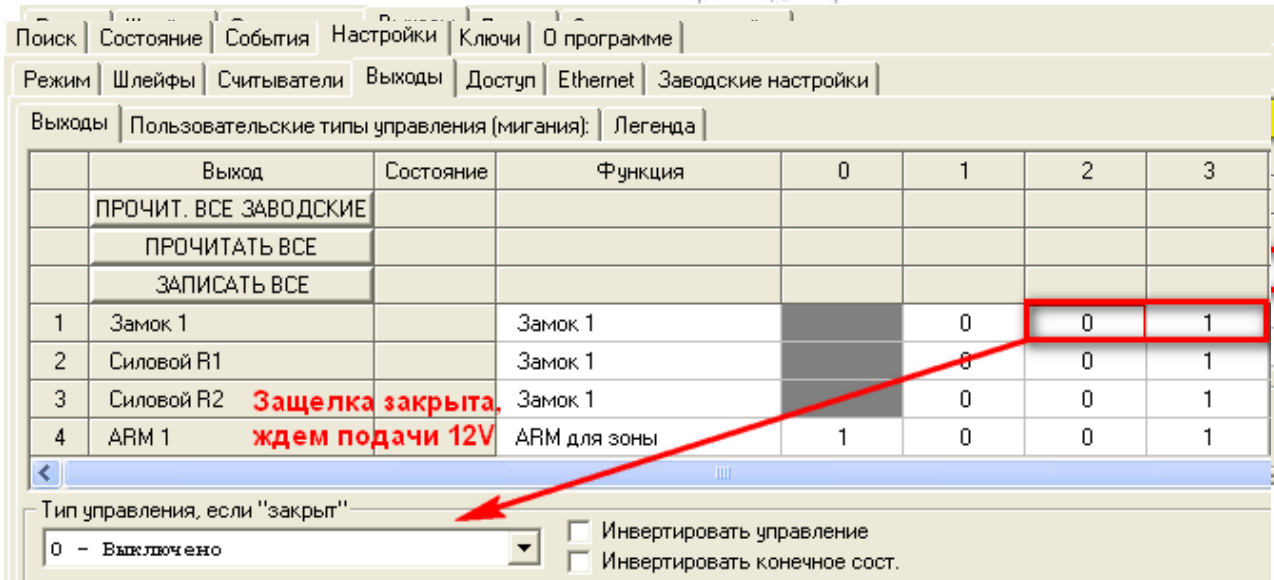 Поиск Состояние События Настройки Ключи О программе
Режим Шлейфы Считыватели Выходы Доступ Ethernet Заводские настройки
Выходы Пользовательские типы управления (мигания): Легенда
Выход Состояние Функция 0 1 2 3
ПРОЧИТ. ВСЕ ЗАВОДСКИЕ
ПРОЧИТАТЬ ВСЕ
ЗАПИСАТЬ ВСЕ
1 Замок 1 Замок 1 0 0 1
2 Силовой R1 Замок 1 0 0 1
3 Силовой R2 Защелка закрыта, Замок 1 0 0 1
4 ARM 1 ждем подачи 12V ARM для зоны 1 0 0 1
Тип управления, если "закрыт"
0 - Выключено
Инвертировать управление
Инвертировать конечное сост.